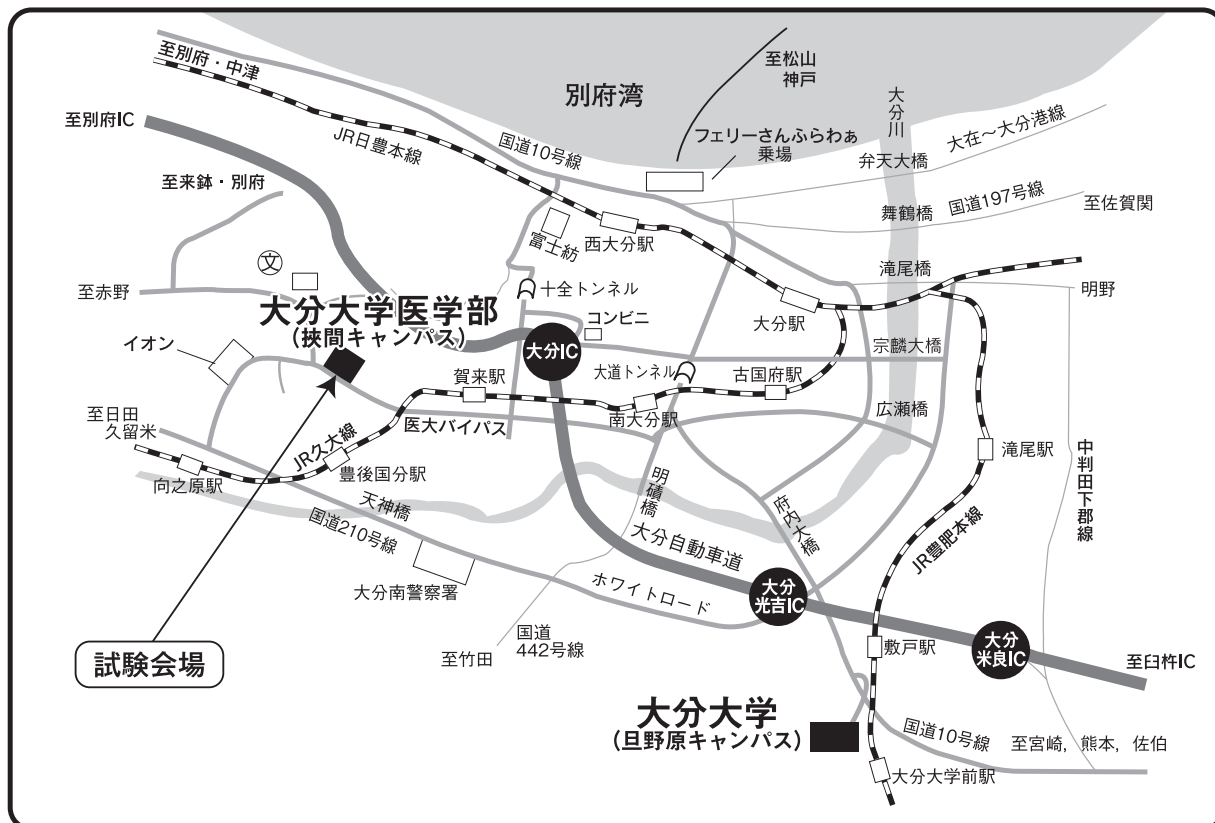 至別府・中津
至松山
神戸
別府湾
大分川
至別府IC
JR日豊本線
国道10号線
フェリーさんふらわぁ
乗場
大在〜大分港線
弁天大橋
至来鉢・別府
舞鶴橋
国道197号線
至佐賀関
富士紡
西大分駅
滝尾橋
文
至赤野
十全トンネル
明野
大分大学医学部
(挾間キャンパス)
コンビニ
大分駅
イオン
大分IC
宗麟大橋
大道トンネル
賀来駅
古国府駅
至日田
久留米
医大バイパス
南大分駅
広瀬橋
JR久大線
滝尾駅
向之原駅
豊後国分駅
明磧橋
中判田下郡線
天神橋
府内大橋
国道210号線
大分自動車道
JR豊肥本線
大分南警察署
ホワイトロード
大分
光吉IC
試験会場
国道
442号線
至竹田
敷戸駅
大分
米良IC
至臼杵IC
大分大学
(旦野原キャンパス)
国道10号線
至宮崎，熊本，佐伯
大分大学前駅